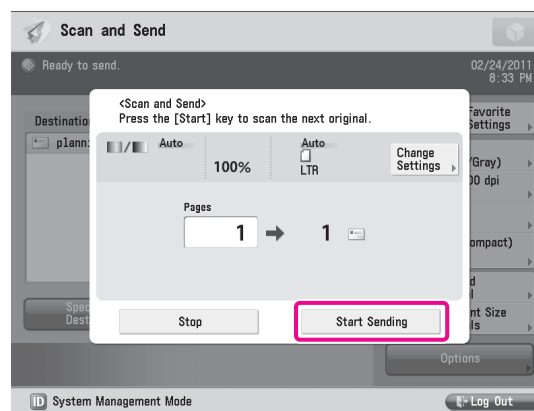 Scan and Send
Ready to send.
02/24/2011
8:33 PM
<Scan and Send>
Press the [Start] key to scan the next original.
Destinatio
Favorite
Settings
plann
Auto
100%
Auto
LTR
Change
Settings
/Gray)
00 dpi
Pages
1
1
ompact)
Spec
Dest
Stop
Start Sending
nt Size
ls
Options
ID System Management Mode
Log Out